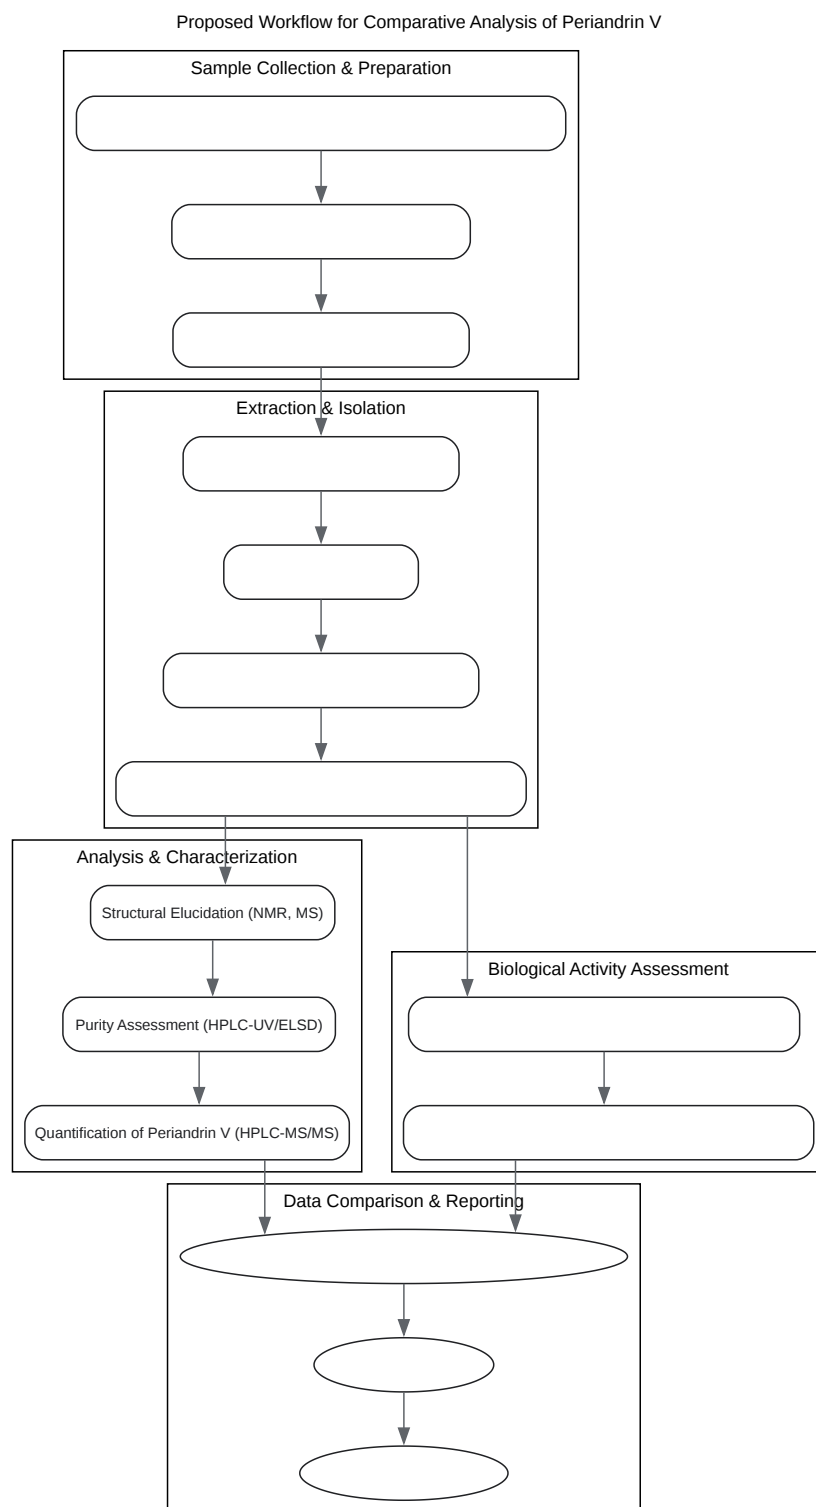 Proposed Workflow for Comparative Analysis of Periandrin V
Sample Collection & Preparation
Extraction & Isolation
Analysis & Characterization
Structural Elucidation (NMR, MS)
Purity Assessment (HPLC-UV/ELSD)
Quantification of Periandrin V (HPLC-MS/MS)
Biological Activity Assessment
Data Comparison & Reporting